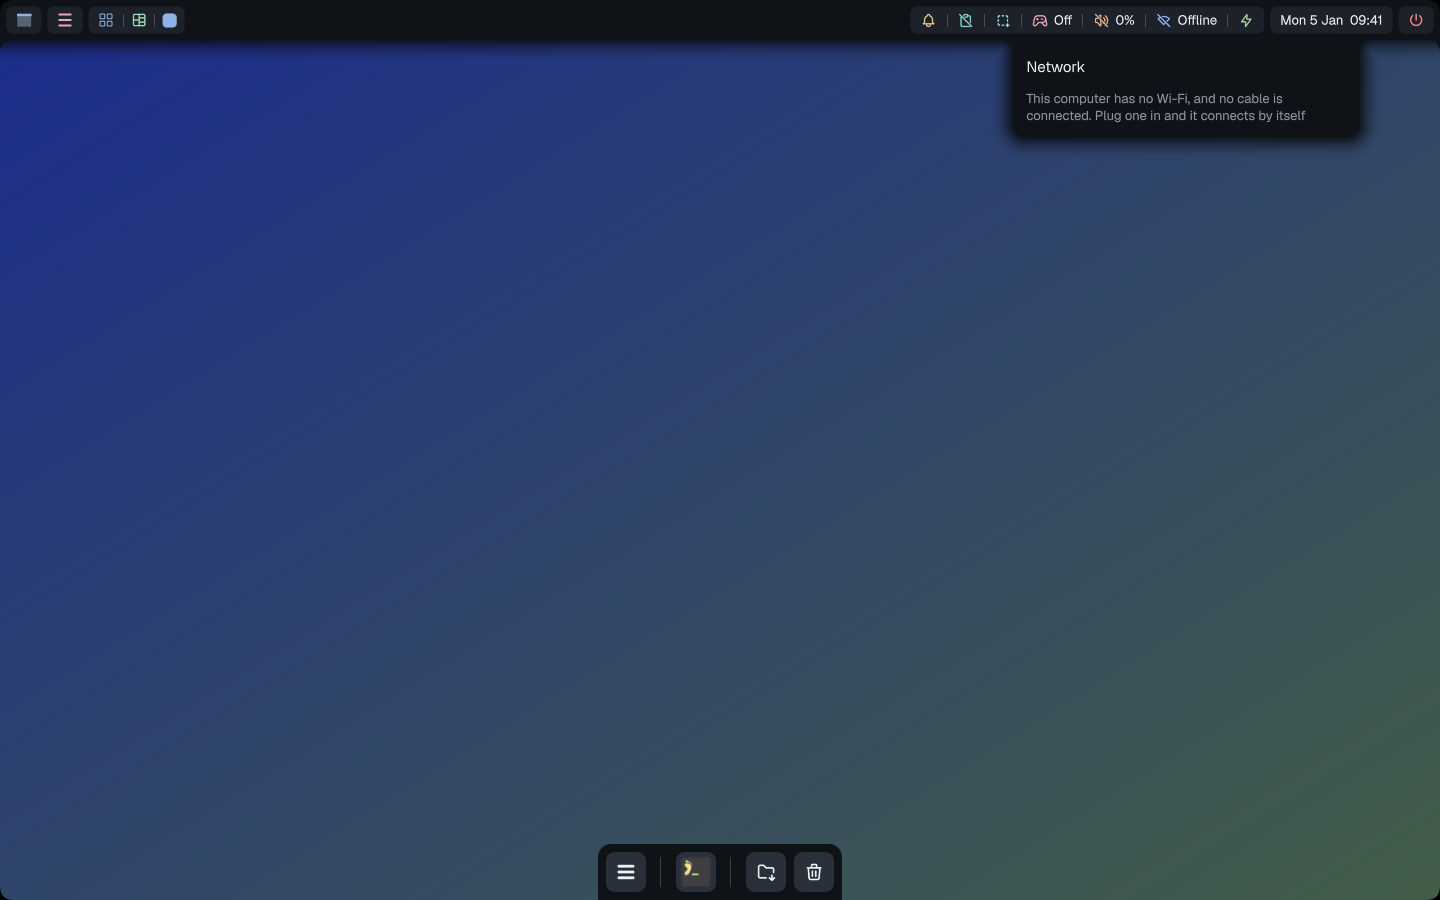 Off
0%
Offline
Mon 5 Jan 09:41
Network
This computer has no Wi-Fi, and no cable is
connected. Plug one in and it connects by itself